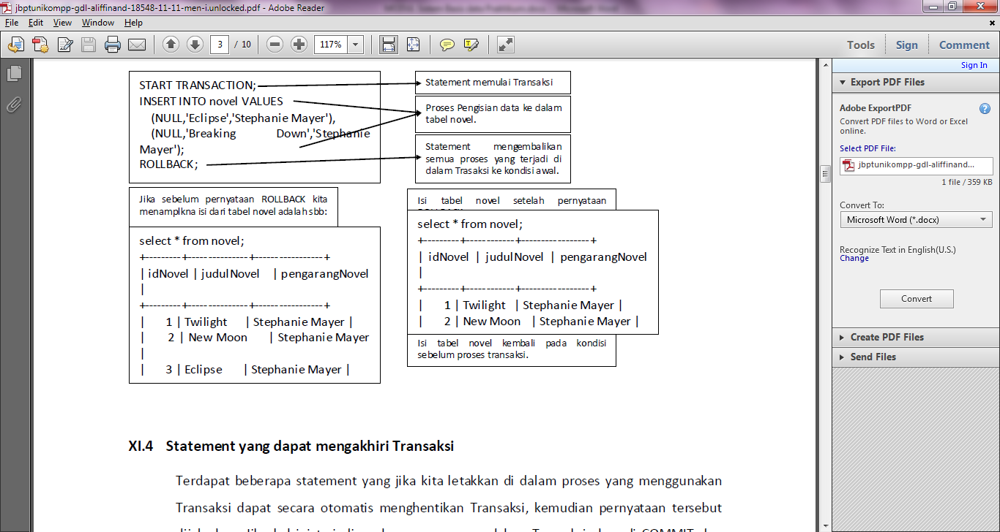 jbptunikompp-gdl-aliffinand-18548-11-11-men-i.unlocked.pdf - Adobe Reader
File Edit View Window Help
3 / 10 117%
Tools Sign Comment
START TRANSACTION;
INSERT INTO novel VALUES
(NULL,'Eclipse','Stephanie Mayer'),
(NULL,'Breaking Down','Stephanie
Mayer');
ROLLBACK;
Statement memulai Transaksi
Proses Pengisian data ke dalam
tabel novel.
Statement mengembalikan
semua proses yang terjadi di
dalam Trasaksi ke kondisi awal.
Jika sebelum pernyataan ROLLBACK kita
menamplkna isi dari tabel novel adalah sbb:
select * from novel;
+---------+---------------+-----------------+
| idNovel | judulNovel | pengarangNovel
|
+---------+---------------+-----------------+
| 1 | Twilight | Stephanie Mayer |
| 2 | New Moon | Stephanie Mayer
|
| 3 | Eclipse | Stephanie Mayer |
Isi tabel novel setelah pernyataan
select * from novel;
+---------+-----------+-----------------+
| idNovel | judulNovel | pengarangNovel
|
+---------+-----------+-----------------+
| 1 | Twilight | Stephanie Mayer |
| 2 | New Moon | Stephanie Mayer |
Isi tabel novel kembali pada kondisi
sebelum proses transaksi.
XI.4 Statement yang dapat mengakhiri Transaksi
Terdapat beberapa statement yang jika kita letakkan di dalam proses yang menggunakan
Transaksi dapat secara otomatis menghentikan Transaksi, kemudian pernyataan tersebut
Sign In
Export PDF Files
Adobe ExportPDF
Convert PDF files to Word or Excel
online.
Select PDF File:
jbptunikompp-gdl-aliffinand...
1 file / 359 KB
Convert To:
Microsoft Word (*.docx)
Recognize Text in English(U.S.)
Change
Convert
Create PDF Files
Send Files